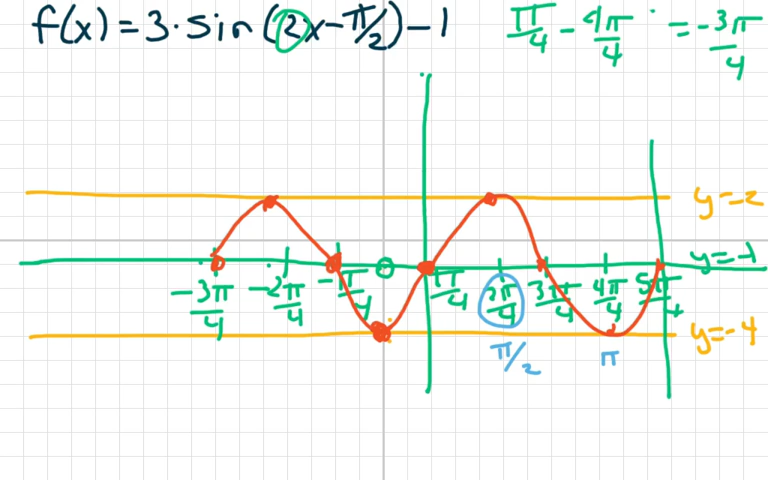 f(x) = 3·sin(2x-π/2)-1
π/4 - 4π/4 = -3π/4
y=2
y=-1
-3π/4 -2π/4 -π/4 0 1π/4 2π/4 3π/4 4π/4 5π/4
y=-4
π/2 π